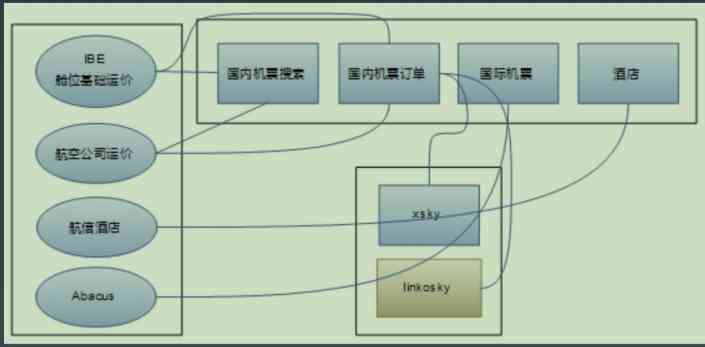 IBE
舱位基础运价
国内机票搜索
国内机票订单
国际机票
酒店
航空公司运价
航信酒店
xsky
Abacus
linkosky